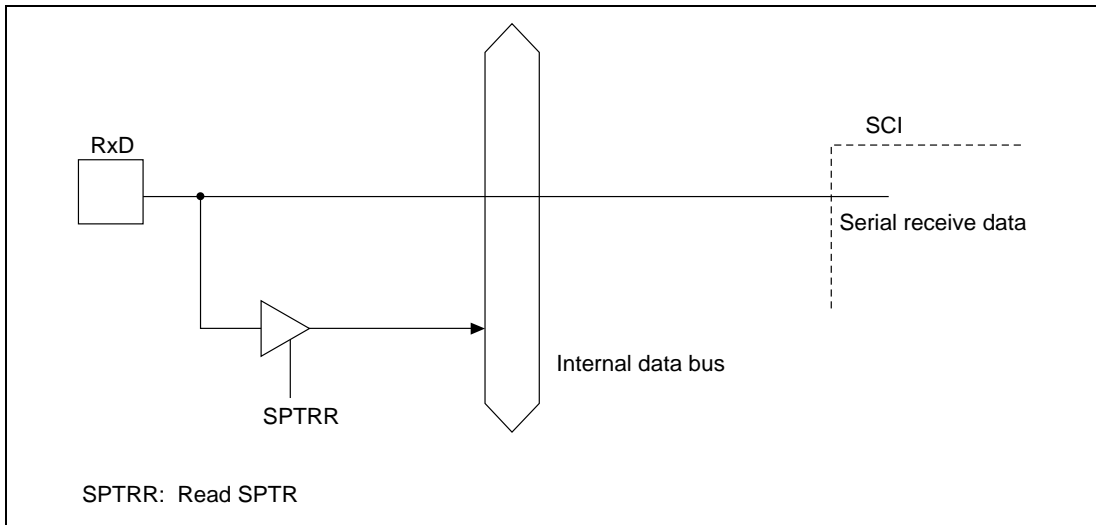 SCI
RxD
Serial receive data
Internal data bus
SPTRR
SPTRR: Read SPTR